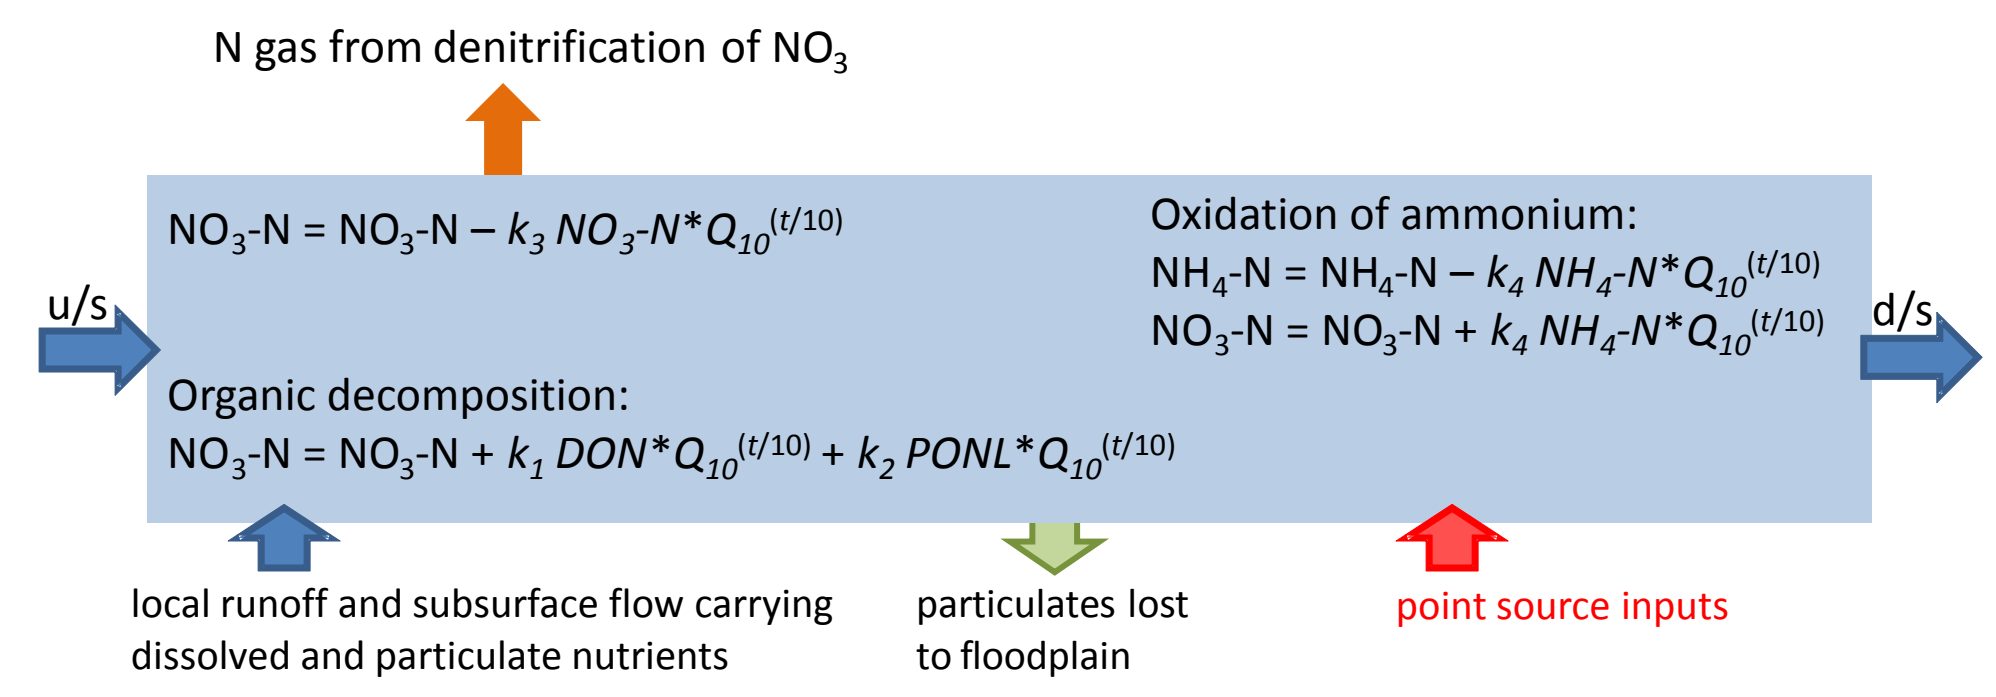 N gas from denitrification of NO₃
NO₃-N = NO₃-N – k₃ NO₃-N*Q₁₀⁽ᵗ/¹⁰⁾
Oxidation of ammonium:
NH₄-N = NH₄-N – k₄ NH₄-N*Q₁₀⁽ᵗ/¹⁰⁾
NO₃-N = NO₃-N + k₄ NH₄-N*Q₁₀⁽ᵗ/¹⁰⁾
u/s
d/s
Organic decomposition:
NO₃-N = NO₃-N + k₁ DON*Q₁₀⁽ᵗ/¹⁰⁾ + k₂ PONL*Q₁₀⁽ᵗ/¹⁰⁾
local runoff and subsurface flow carrying
dissolved and particulate nutrients
particulates lost
to floodplain
point source inputs